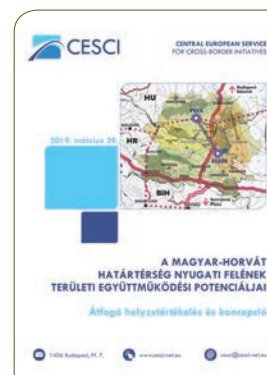 CESCI
CENTRAL EUROPEAN SERVICE
FOR CROSS-BORDER INITIATIVES
2019. március 29.
HU
HR
BiH
A MAGYAR-HORVÁT
HATÁRTÉRSÉG NYUGATI FELÉNEK
TERÜLETI EGYÜTTMŰKÖDÉSI POTENCIÁLJAI
Átfogó helyzetértékelés és koncepció
1406 Budapest, Pf. 7.
www.cesci-net.eu
cesci@cesci-net.eu